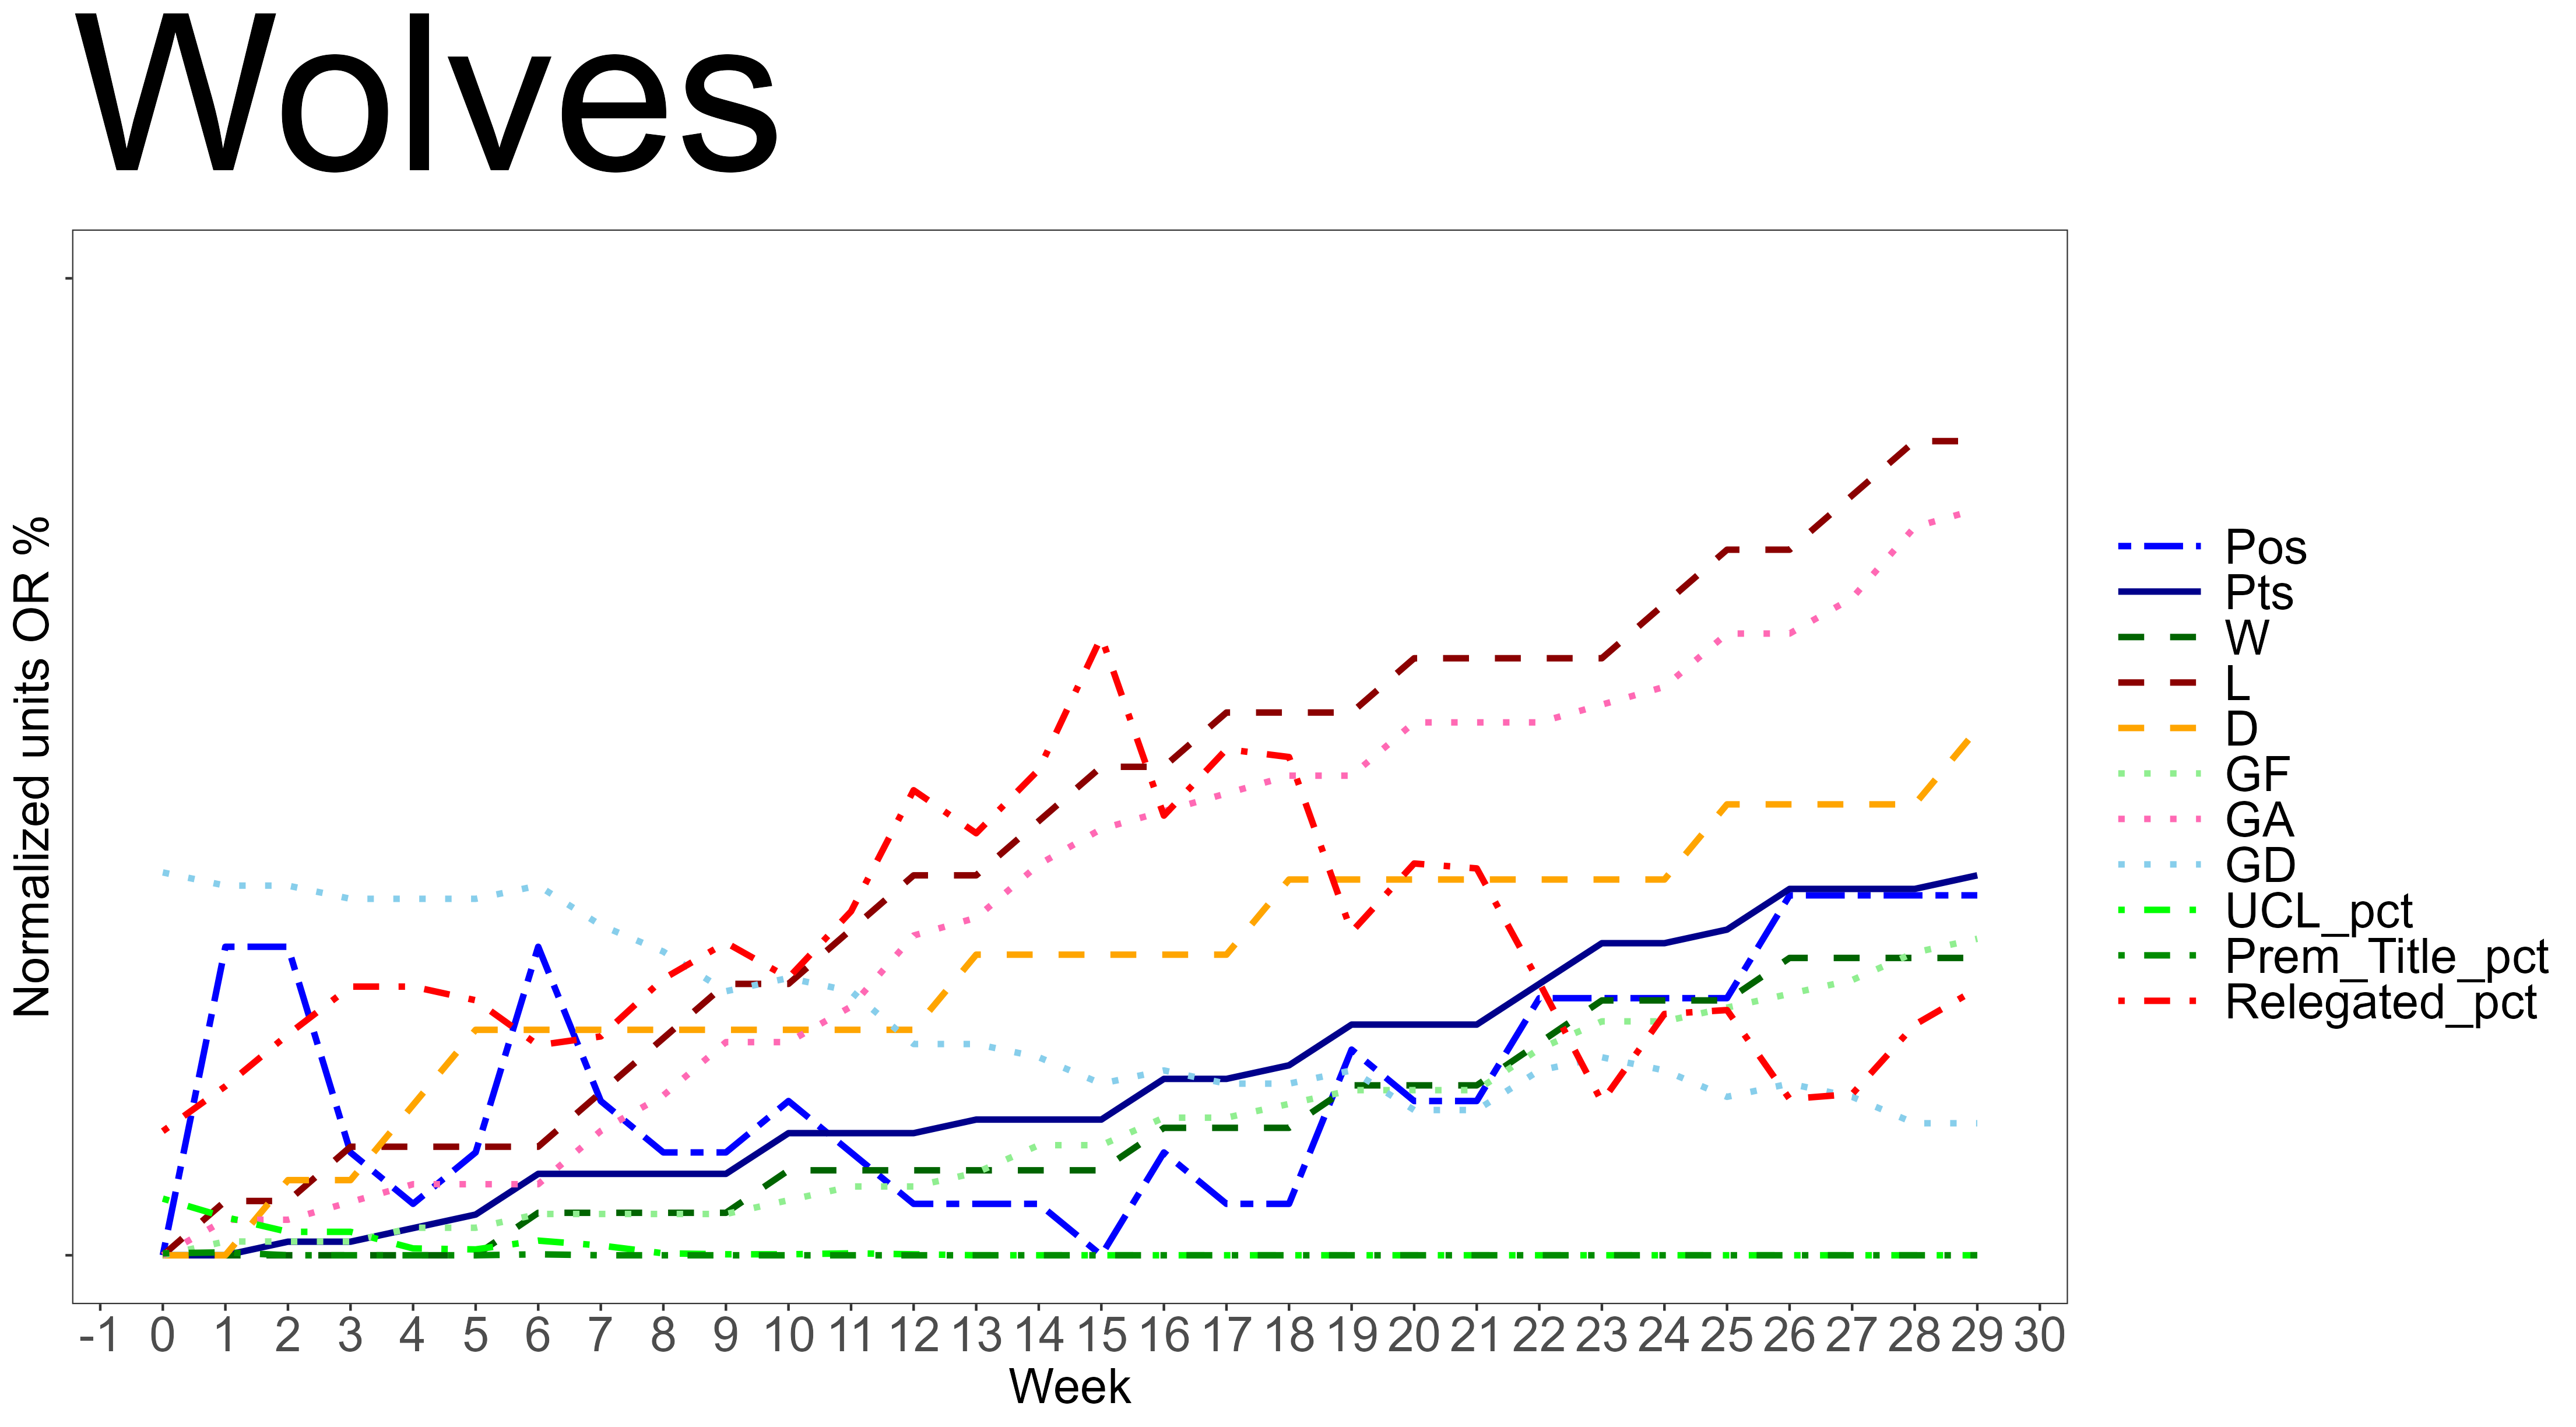 Wolves
Normalized units OR %
Pos
Pts
W
L
D
GF
GA
GD
UCL_pct
Prem_Title_pct
Relegated_pct
-1 0 1 2 3 4 5 6 7 8 9 10 11 12 13 14 15 16 17 18 19 20 21 22 23 24 25 26 27 28 29 30
Week